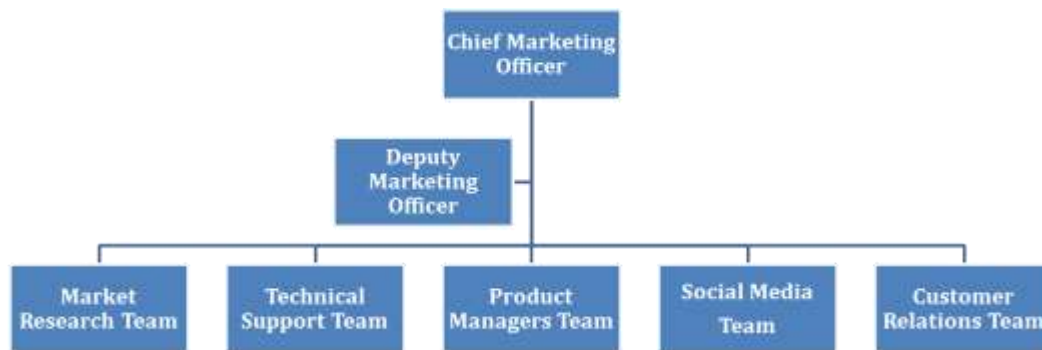 Chief Marketing
Officer
Deputy
Marketing
Officer
Market
Research Team
Technical
Support Team
Product
Managers Team
Social Media
Team
Customer
Relations Team